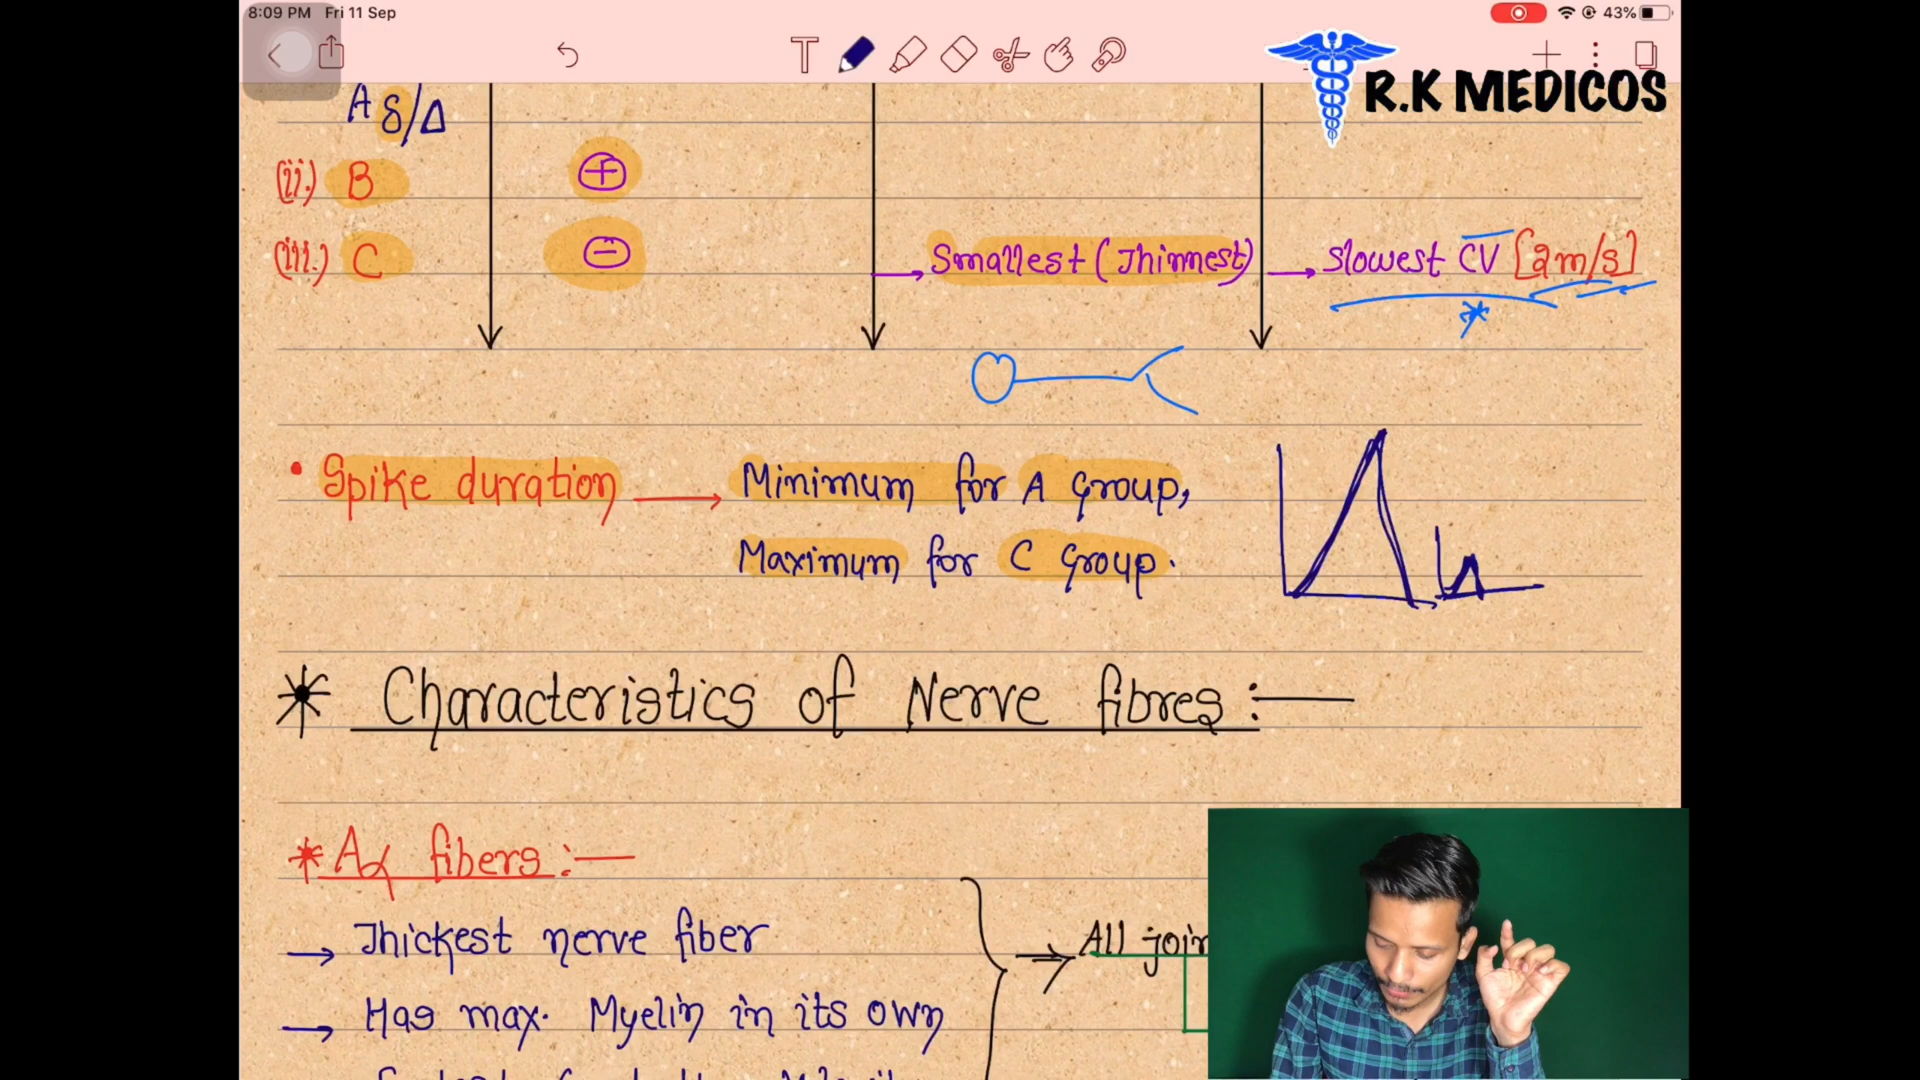 8:09 PM Fri 11 Sep
43%
R.K MEDICOS
A δ/Δ
(ii.) B
+
(iii.) C
−
Smallest (Thinnest)
slowest CV [2m/s]
• Spike duration → Minimum for A Group,
Maximum for C Group.
* Characteristics of Nerve fibres :—
* Aα fibers :—
→ Thickest nerve fiber
⇒ All join
→ Has max. Myelin in its own